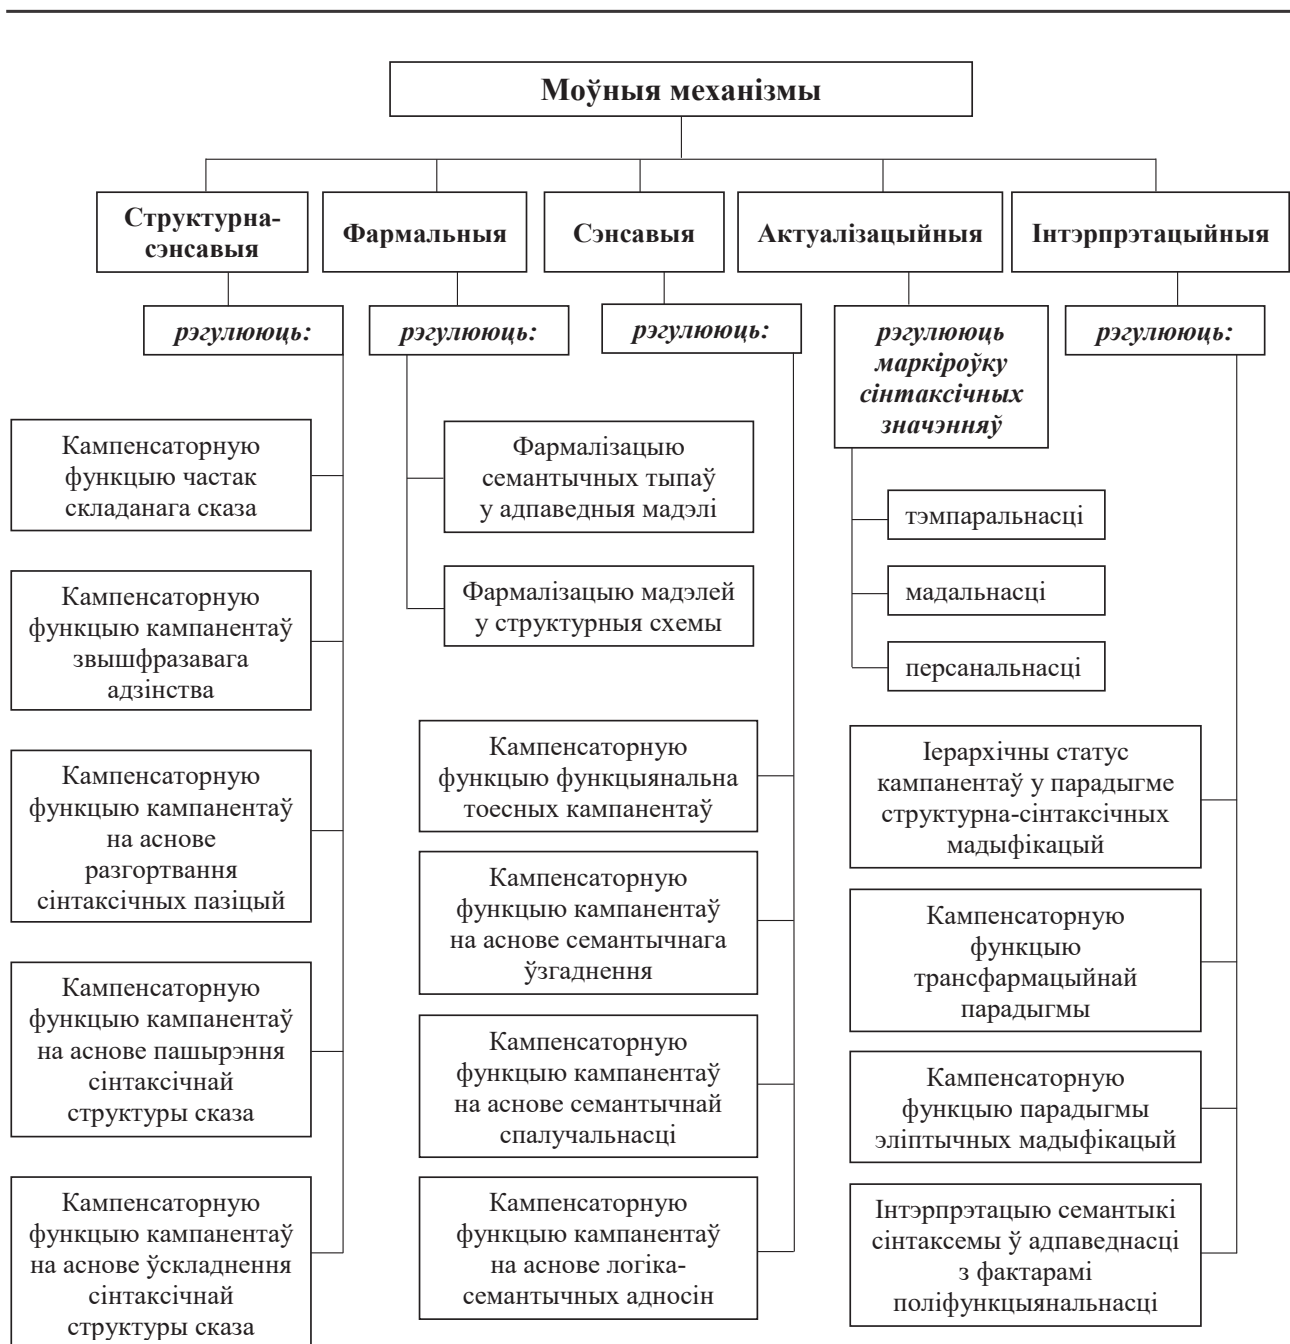 Моўныя механізмы
Структурна-
сэнсавыя
Фармальныя
Сэнсавыя
Актуалізацыйныя
Інтэрпрэтацыйныя
рэгулююць:
рэгулююць:
рэгулююць:
рэгулююць
маркіроўку
сінтаксічных
значэнняў
рэгулююць:
Кампенсаторную
функцыю частак
складанага сказа
Кампенсаторную
функцыю кампанентаў
звышфразавага
адзінства
Кампенсаторную
функцыю кампанентаў
на аснове
разгортвання
сінтаксічных пазіцый
Кампенсаторную
функцыю кампанентаў
на аснове пашырэння
сінтаксічнай
структуры сказа
Кампенсаторную
функцыю кампанентаў
на аснове ўскладнення
сінтаксічнай
структуры сказа
Фармалізацыю
семантычных тыпаў
у адпаведныя мадэлі
Фармалізацыю мадэлей
у структурныя схемы
Кампенсаторную
функцыю функцыянальна
тоесных кампанентаў
Кампенсаторную
функцыю кампанентаў
на аснове семантычнага
ўзгаднення
Кампенсаторную
функцыю кампанентаў
на аснове семантычнай
спалучальнасці
Кампенсаторную
функцыю кампанентаў
на аснове логіка-
семантычных адносін
тэмпаральнасці
мадальнасці
персанальнасці
Іерархічны статус
кампанентаў у парадыгме
структурна-сінтаксічных
мадыфікацый
Кампенсаторную
функцыю
трансфармацыйнай
парадыгмы
Кампенсаторную
функцыю парадыгмы
эліптычных мадыфікацый
Інтэрпрэтацыю семантыкі
сінтаксемы ў адпаведнасці
з фактарамі
поліфункцыянальнасці